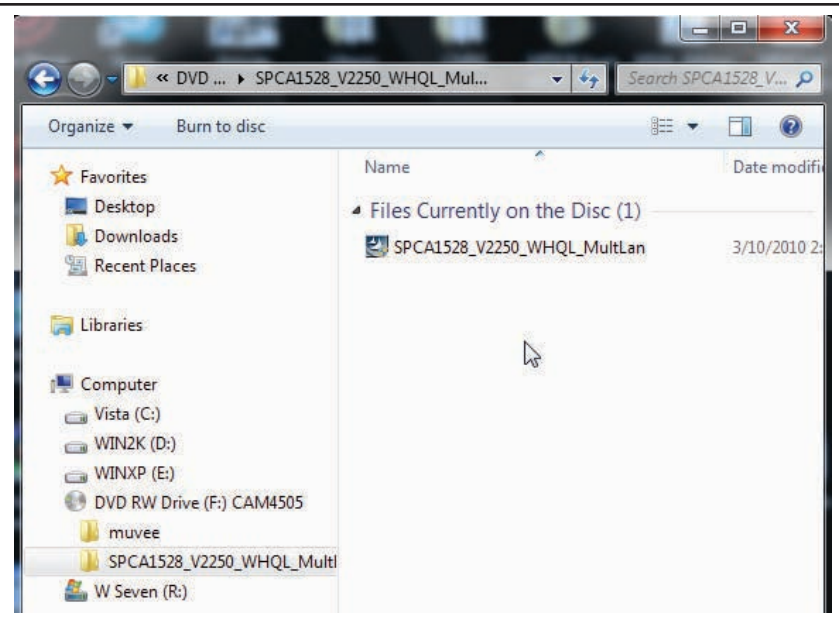 « DVD ... ▸ SPCA1528_V2250_WHQL_Mul...
Search SPCA1528_V...
Organize ▾ Burn to disc
Name Date modifi
Files Currently on the Disc (1)
SPCA1528_V2250_WHQL_MultLan 3/10/2010 2:
Favorites
Desktop
Downloads
Recent Places
Libraries
Computer
Vista (C:)
WIN2K (D:)
WINXP (E:)
DVD RW Drive (F:) CAM4505
muvee
SPCA1528_V2250_WHQL_Multl
W Seven (R:)